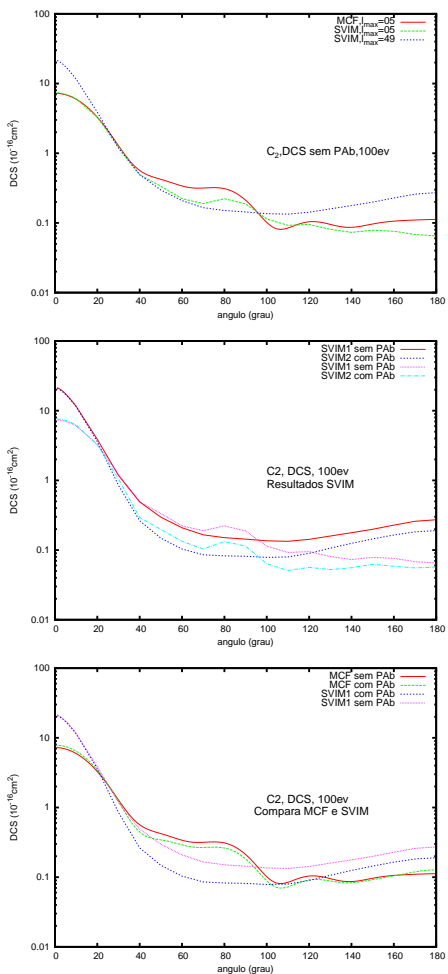 100
10
1
0.1
0.01
DCS (10⁻¹⁶cm²)
MCF,lₘₐₓ=05
SVIM,lₘₐₓ=05
SVIM,lₘₐₓ=49
C₂,DCS sem PAb,100ev
0 20 40 60 80 100 120 140 160 180
angulo (grau)
100
10
1
0.1
0.01
DCS (10⁻¹⁶cm²)
SVIM1 sem PAb
SVIM2 com PAb
SVIM1 sem PAb
SVIM2 com PAb
C2, DCS, 100ev
Resultados SVIM
0 20 40 60 80 100 120 140 160 180
angulo (grau)
100
10
1
0.1
0.01
DCS (10⁻¹⁶cm²)
MCF sem PAb
MCF com PAb
SVIM1 com PAb
SVIM1 sem PAb
C2, DCS, 100ev
Compara MCF e SVIM
0 20 40 60 80 100 120 140 160 180
angulo (grau)